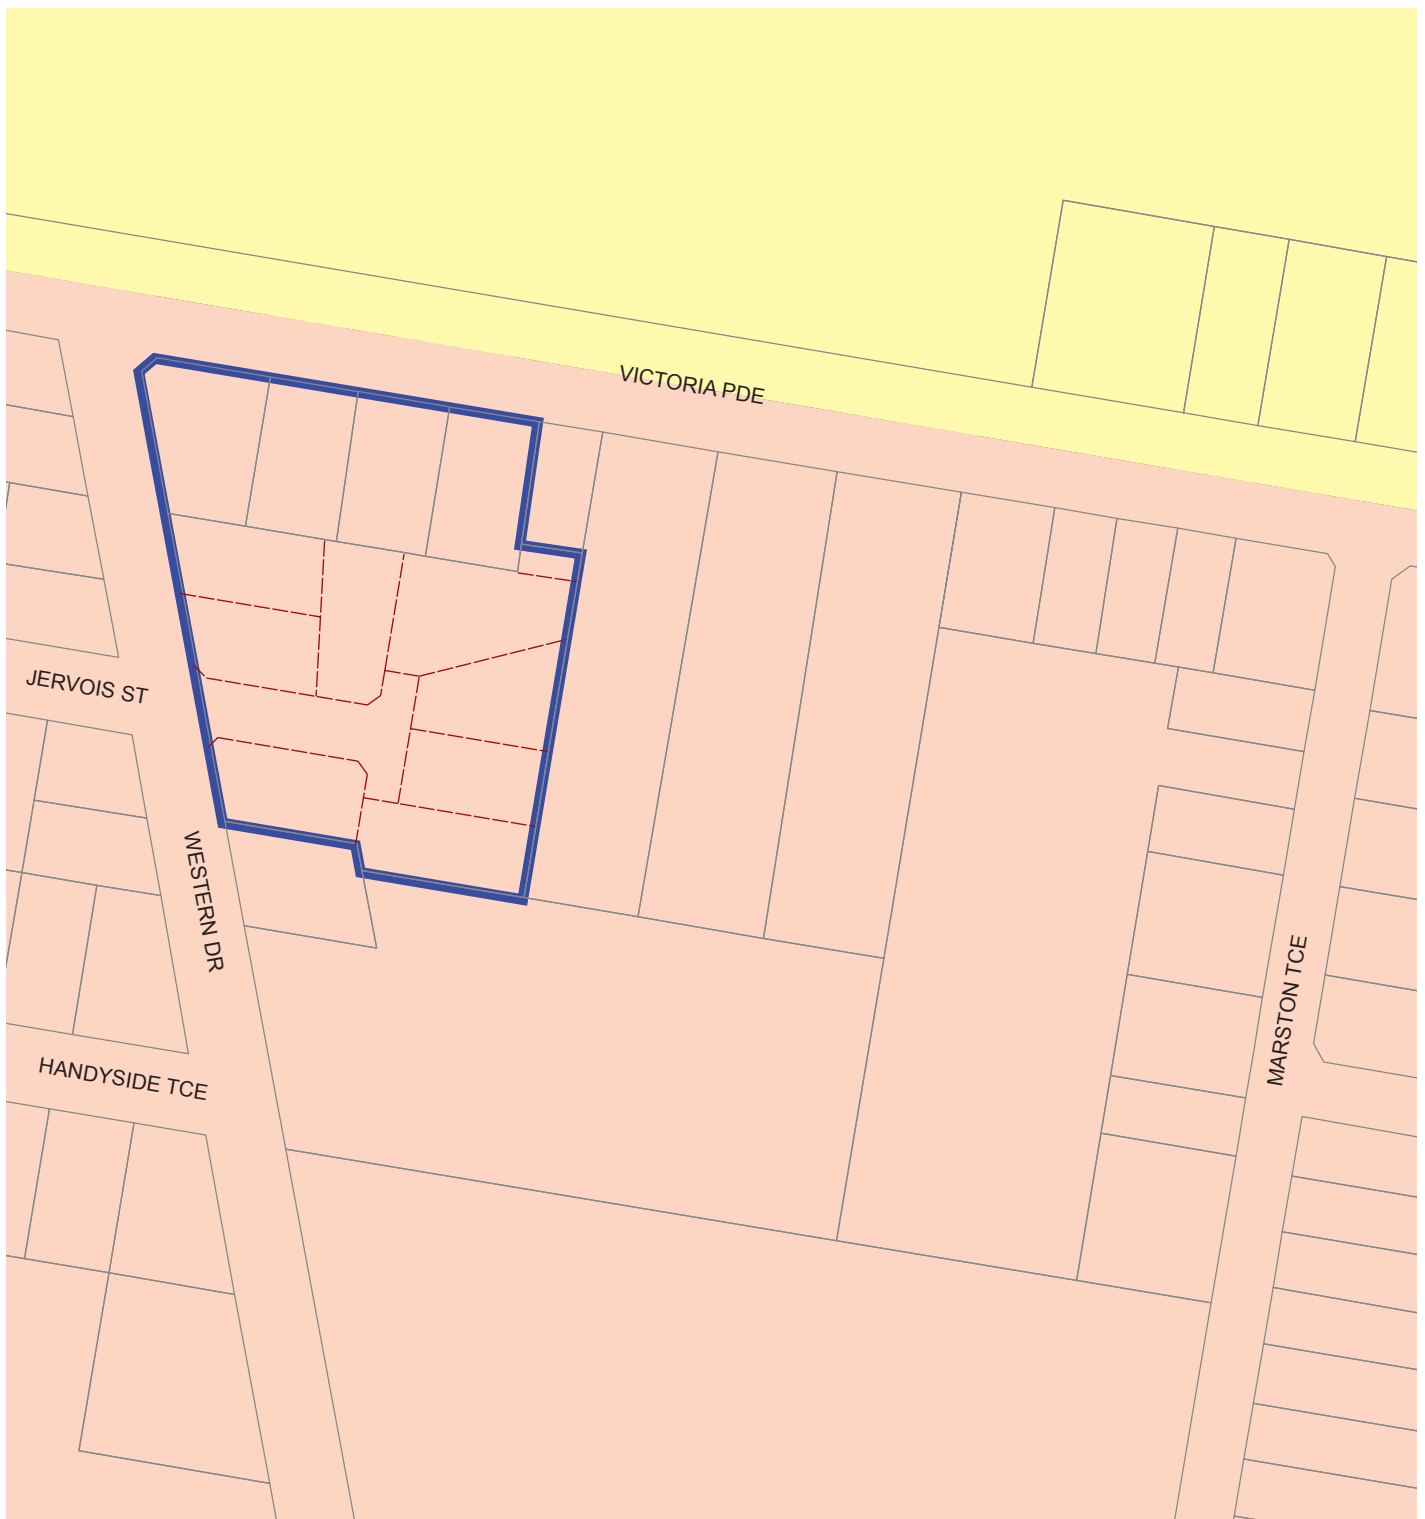 VICTORIA PDE
JERVOIS ST
WESTERN DR
MARSTON TCE
HANDYSIDE TCE